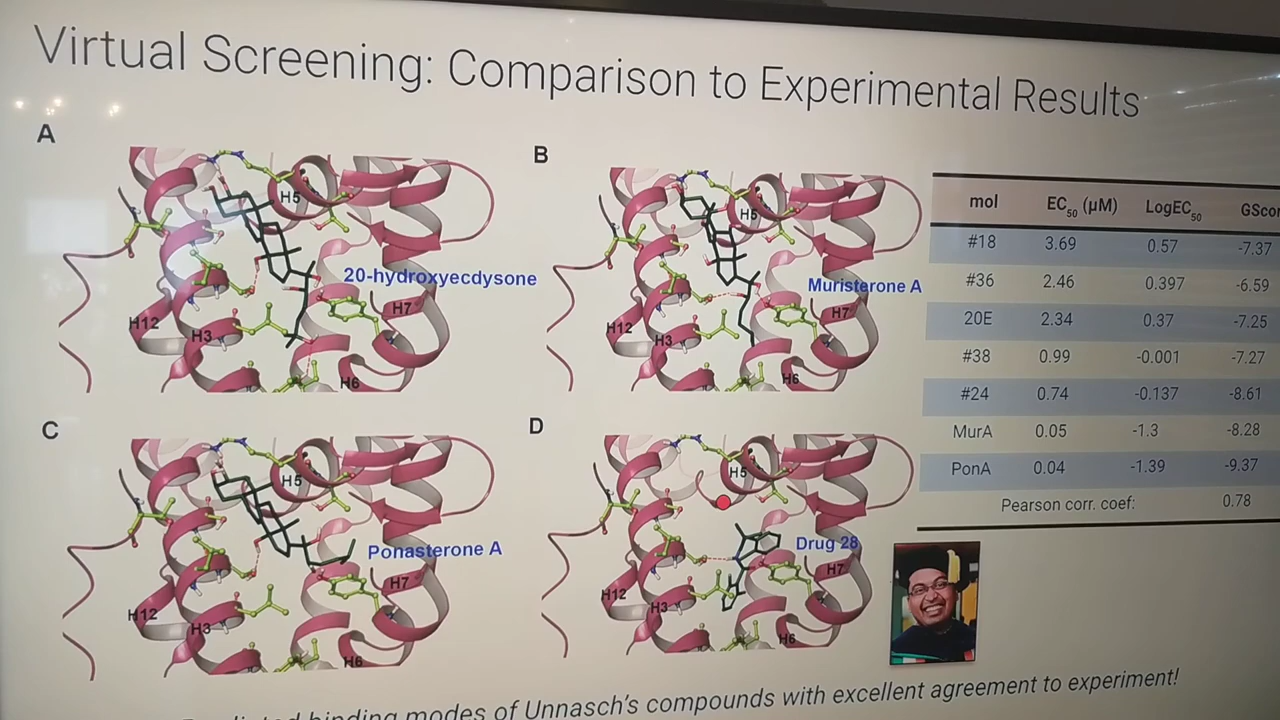 Virtual Screening: Comparison to Experimental Results
A
H5
20-hydroxyecdysone
H7
H12
H3
H6
B
H5
Muristerone A
H7
H12
H3
H6
C
H5
Ponasterone A
H7
H12
H3
H6
D
H5
Drug 28
H7
H12
H3
H6
mol EC50 (µM) LogEC50
#18 3.69 0.57 -7.37
#36 2.46 0.397 -6.59
20E 2.34 0.37 -7.25
#38 0.99 -0.001 -7.27
#24 0.74 -0.137 -8.61
MurA 0.05 -1.3 -8.28
PonA 0.04 -1.39 -9.37
Pearson corr. coef: 0.78
binding modes of Unnasch's compounds with excellent agreement to experiment!